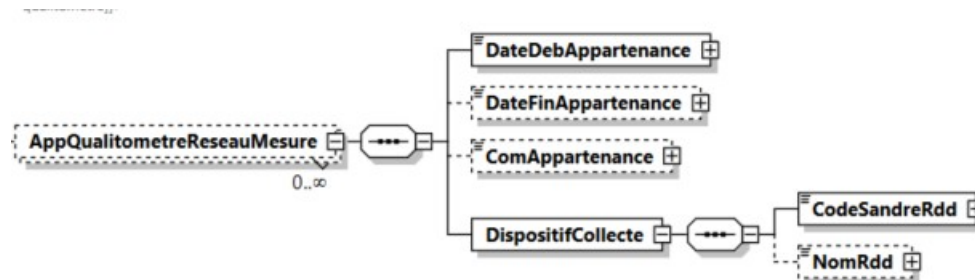 DateDebAppartenance
DateFinAppartenance
AppQualitometreReseauMesure
ComAppartenance
0..∞
CodeSandreRdd
DispositifCollecte
NomRdd